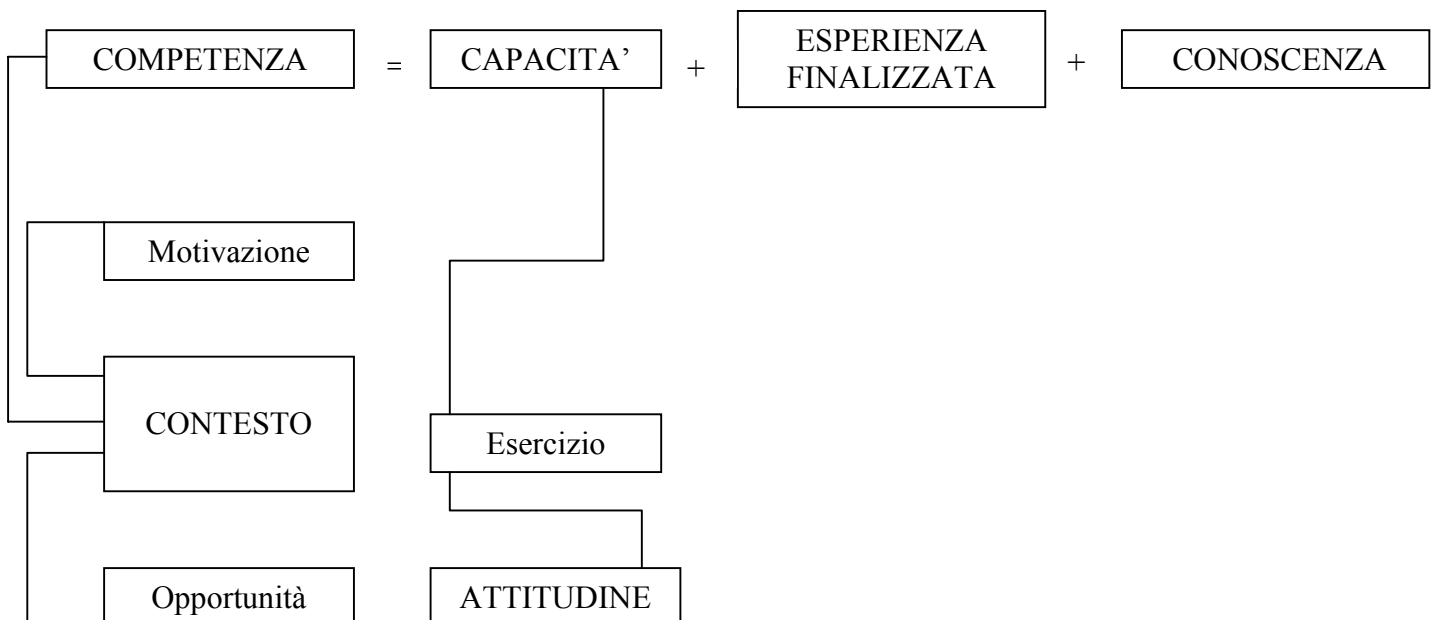 COMPETENZA = CAPACITA’ + ESPERIENZA FINALIZZATA + CONOSCENZA
Motivazione
CONTESTO
Esercizio
Opportunità
ATTITUDINE